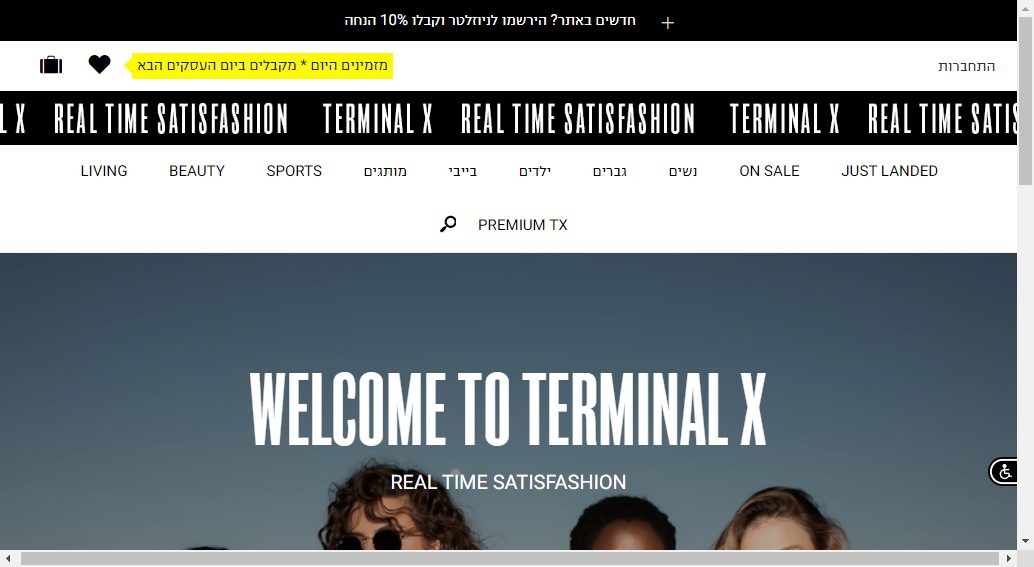 חדשים באתר? הירשמו לניוזלטר וקבלו 10% הנחה +
התחברות
מזמינים היום * מקבלים ביום העסקים הבא
L X REAL TIME SATISFASHION TERMINAL X REAL TIME SATISFASHION TERMINAL X REAL TIME SATIS
LIVING BEAUTY SPORTS מותגים בייבי ילדים גברים נשים ON SALE JUST LANDED
PREMIUM TX
WELCOME TO TERMINAL X
REAL TIME SATISFASHION